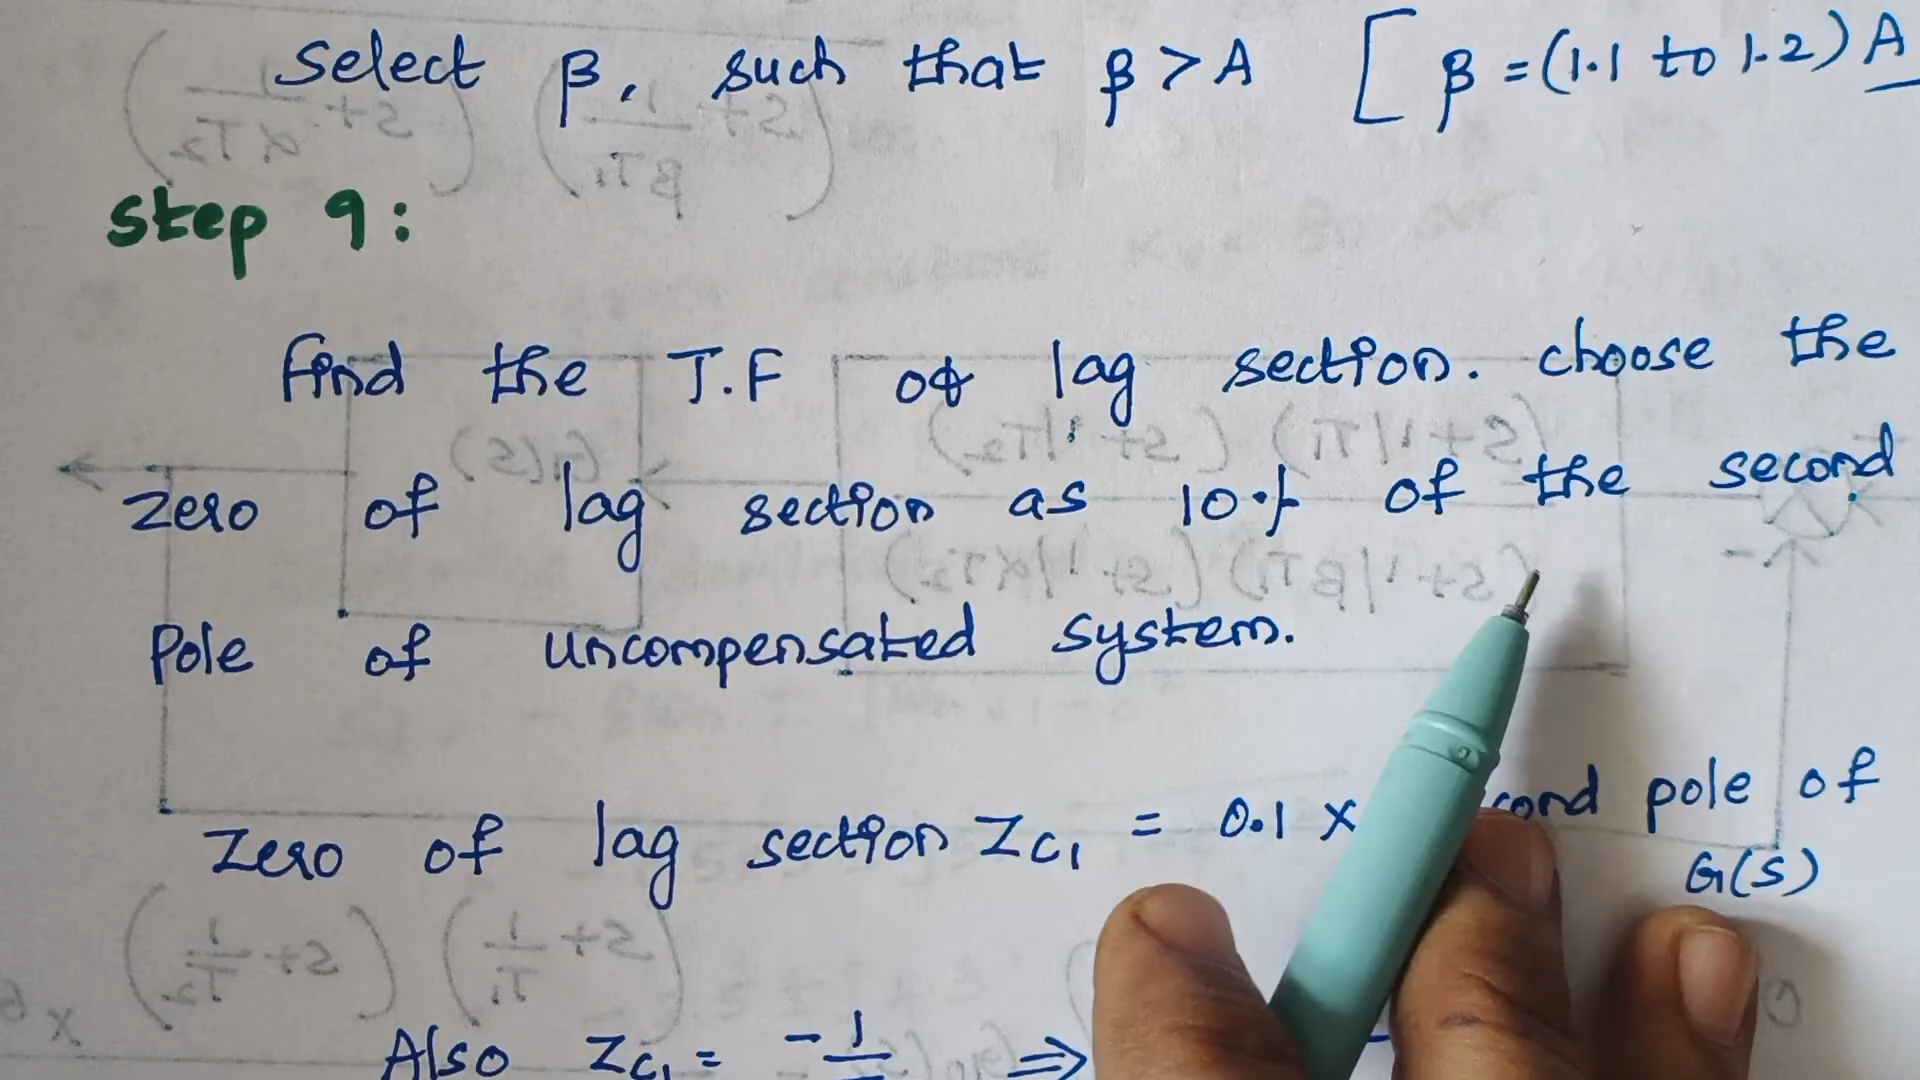 Select β, such that β > A [ β = (1.1 to 1.2) A
Step 9:
Find the T.F of lag section. choose the
zero of lag section as 10% of the second
Pole of uncompensated system.
Zero of lag section Zc1 = 0.1 x cond pole of
G(s)
Also Zc1 = -1/ ⇒